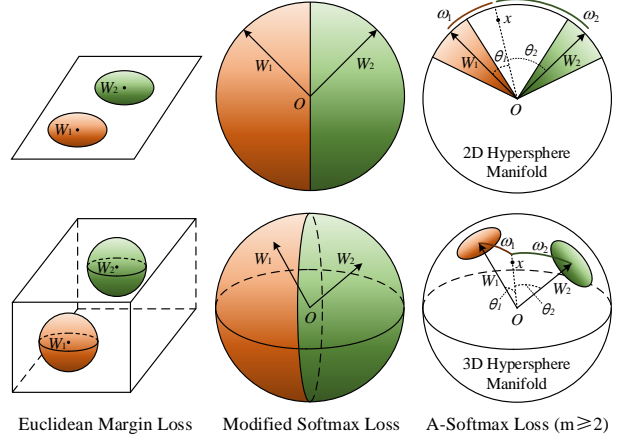 W₂
W₁
W₁
W₂
O
ω₁
x
ω₂
W₁
θ₁
θ₂
W₂
O
2D Hypersphere
Manifold
W₂
W₁
W₁
W₂
O
ω₁
ω₂
x
W₁
W₂
θ₁
θ₂
O
3D Hypersphere
Manifold
Euclidean Margin Loss
Modified Softmax Loss
A-Softmax Loss (m≥2)